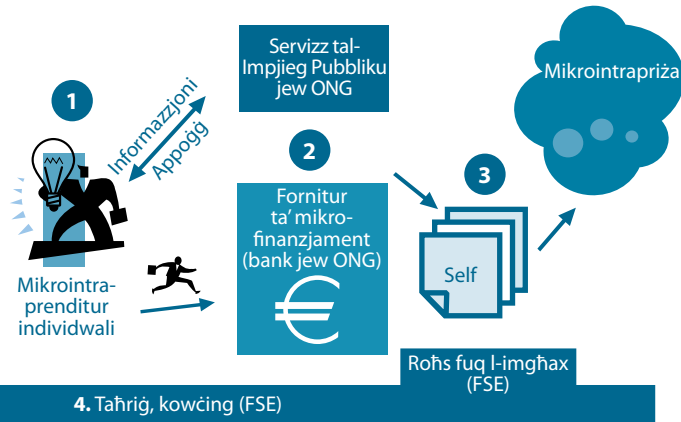 1
Informazzjoni
Appoġġ
Servizz tal-
Impjieg Pubbliku
jew ONG
Mikrointrapriża
2
3
Fornitur
ta’ mikro-
finanzjament
(bank jew ONG)
€
Self
Mikrointra-
prenditur
individwali
Roħs fuq l-imgħax
(FSE)
4. Taħriġ, kowċing (FSE)